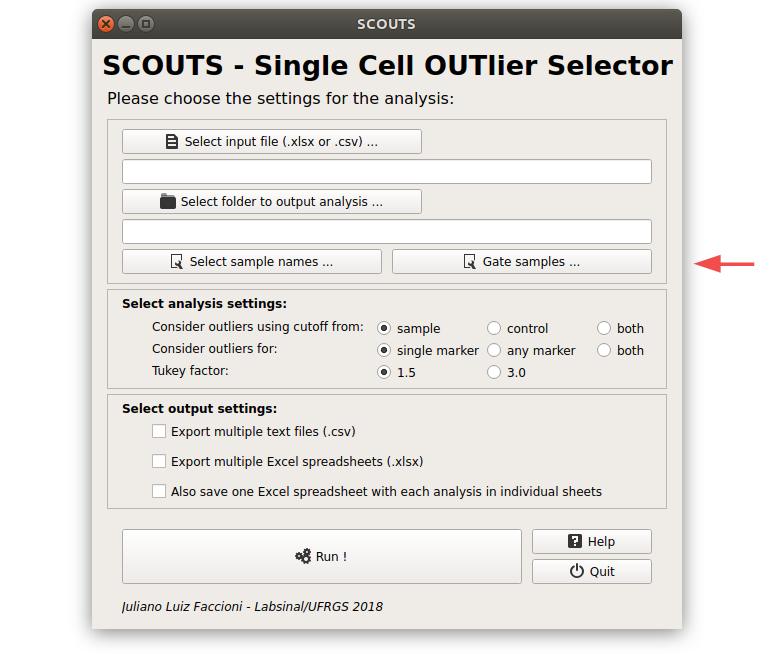 SCOUTS
SCOUTS - Single Cell OUTlier Selector
Please choose the settings for the analysis:
Select input file (.xlsx or .csv) ...
Select folder to output analysis ...
Select sample names ... Gate samples ...
Select analysis settings:
Consider outliers using cutoff from: sample control both
Consider outliers for: single marker any marker both
Tukey factor: 1.5 3.0
Select output settings:
Export multiple text files (.csv)
Export multiple Excel spreadsheets (.xlsx)
Also save one Excel spreadsheet with each analysis in individual sheets
Run !
Help
Quit
Juliano Luiz Faccioni - Labsinal/UFRGS 2018